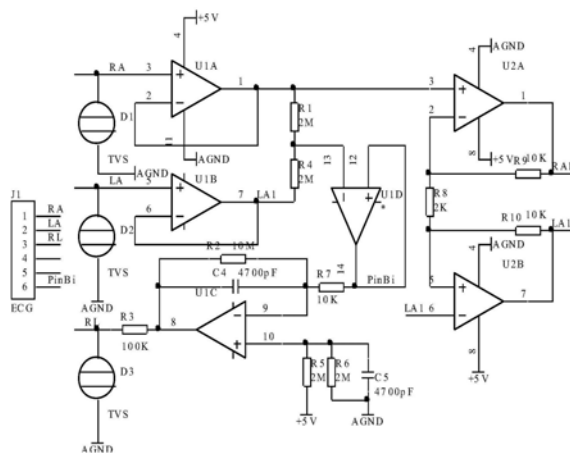 +5V
4
RA
3
U1A
1
2
D1
11
AGND
TVS
AGND
LA
5
U1B
7
LA1
6
D2
TVS
AGND
R1
2M
R4
2M
13
12
U1D
*
14
PinBi
J1
1
RA
2
LA
3
RL
4
5
6
PinBi
ECG
R2
10M
C4
4700pF
R7
10K
U1C
9
8
10
RL
R3
100K
D3
TVS
AGND
R5
2M
R6
2M
C5
4700pF
+5V
AGND
4
AGND
U2A
3
1
2
8
+5V
R9
10K
RA1
R8
2K
R10
10K
LA1
4
AGND
U2B
5
7
LA1
6
8
+5V